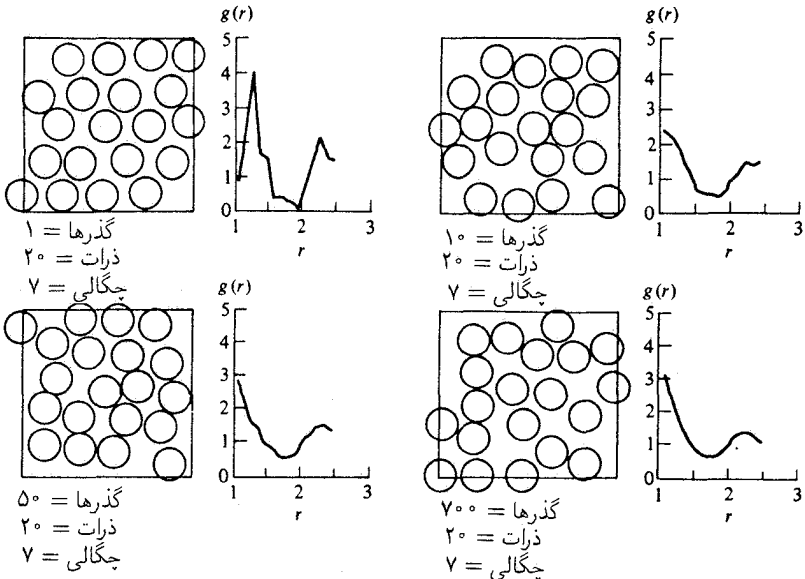 g(r)
5
4
3
2
1
0
1 2 3
r
گذرها = ۱
ذرات = ۲۰
چگالی = ۷
g(r)
5
4
3
2
1
0
1 2 3
r
گذرها = ۱۰
ذرات = ۲۰
چگالی = ۷
g(r)
5
4
3
2
1
0
1 2 3
r
گذرها = ۵۰
ذرات = ۲۰
چگالی = ۷
g(r)
5
4
3
2
1
0
1 2 3
r
گذرها = ۷۰۰
ذرات = ۲۰
چگالی = ۷